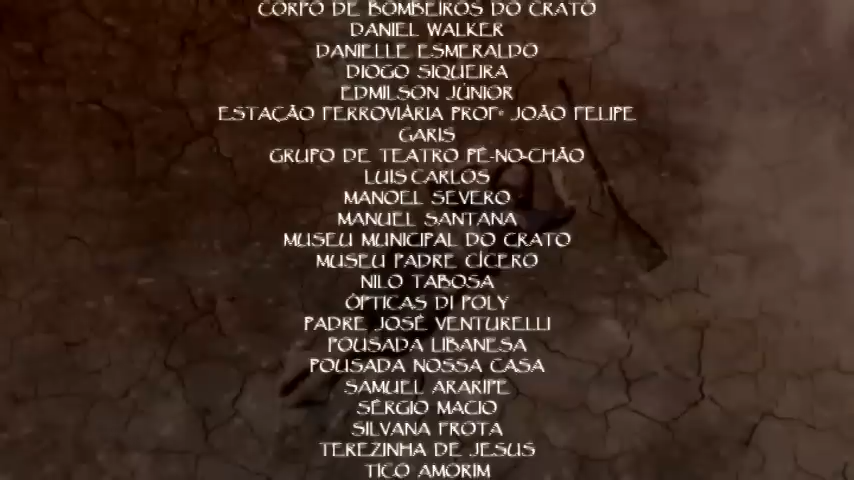 CORPO DE BOMBEIROS DO CRATO
DANIEL WALKER
DANIELLE ESMERALDO
DIOGO SIQUEIRA
EDMILSON JÚNIOR
ESTAÇÃO FERROVIÁRIA PROFº JOÃO FELIPE
GARIS
GRUPO DE TEATRO PÉ-NO-CHÃO
LUIS CARLOS
MANOEL SEVERO
MANUEL SANTANA
MUSEU MUNICIPAL DO CRATO
MUSEU PADRE CÍCERO
NILO TABOSA
ÓPTICAS DI POLY
PADRE JOSÉ VENTURELLI
POUSADA LIBANESA
POUSADA NOSSA CASA
SAMUEL ARARIPE
SÉRGIO MACIO
SILVANA FROTA
TEREZINHA DE JESUS
TICO AMORIM